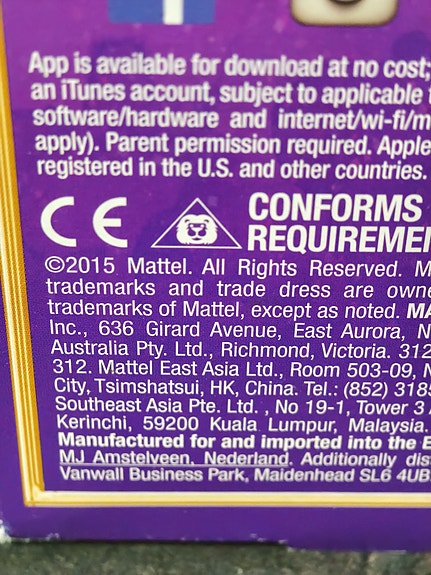 App is available for download at no cost;
an iTunes account, subject to applicable
software/hardware and internet/wi-fi/m
apply). Parent permission required. Apple
registered in the U.S. and other countries.
CE
CONFORMS
REQUIREMEN
©2015 Mattel. All Rights Reserved. M
trademarks and trade dress are owne
trademarks of Mattel, except as noted. MA
Inc., 636 Girard Avenue, East Aurora, N
Australia Pty. Ltd., Richmond, Victoria. 312
312. Mattel East Asia Ltd., Room 503-09, N
City, Tsimshatsui, HK, China. Tel.: (852) 3185
Southeast Asia Pte. Ltd. , No 19-1, Tower 3
Kerinchi, 59200 Kuala Lumpur, Malaysia.
Manufactured for and imported into the E
MJ Amstelveen, Nederland. Additionally dis
Vanwall Business Park, Maidenhead SL6 4UB